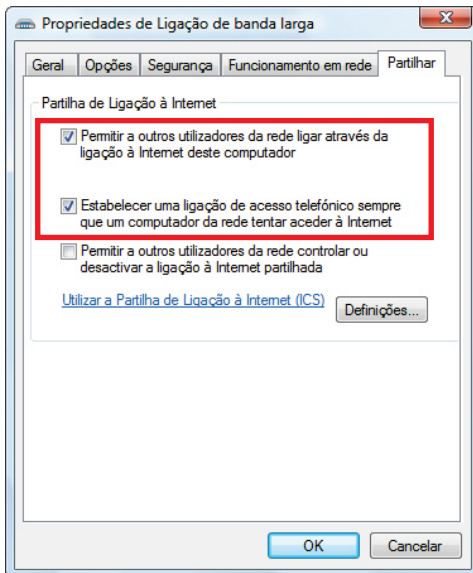 Propriedades de Ligação de banda larga
Geral Opções Segurança Funcionamento em rede Partilhar
Partilha de Ligação à Internet
Permitir a outros utilizadores da rede ligar através da
ligação à Internet deste computador
Estabelecer uma ligação de acesso telefónico sempre
que um computador da rede tentar aceder à Internet
Permitir a outros utilizadores da rede controlar ou
desactivar a ligação à Internet partilhada
Utilizar a Partilha de Ligação à Internet (ICS)
Definições...
OK Cancelar